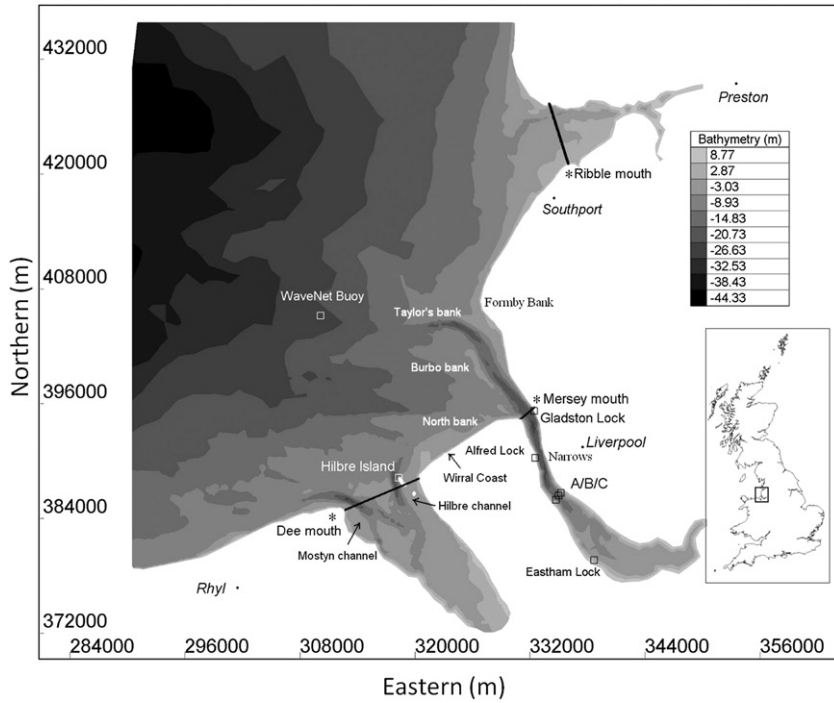 432000
420000
408000
396000
384000
372000
Northern (m)
284000
296000
308000
320000
332000
344000
356000
Eastern (m)
Preston
Bathymetry (m)
8.77
2.87
-3.03
-8.93
-14.83
-20.73
-26.63
-32.53
-38.43
-44.33
*Ribble mouth
Southport
WaveNet Buoy
Taylor's bank
Formby Bank
Burbo bank
North bank
* Mersey mouth
Gladston Lock
Alfred Lock
Liverpool
Narrows
Wirral Coast
Hilbre Island
A/B/C
Hilbre channel
*
Dee mouth
Mostyn channel
Eastham Lock
Rhyl